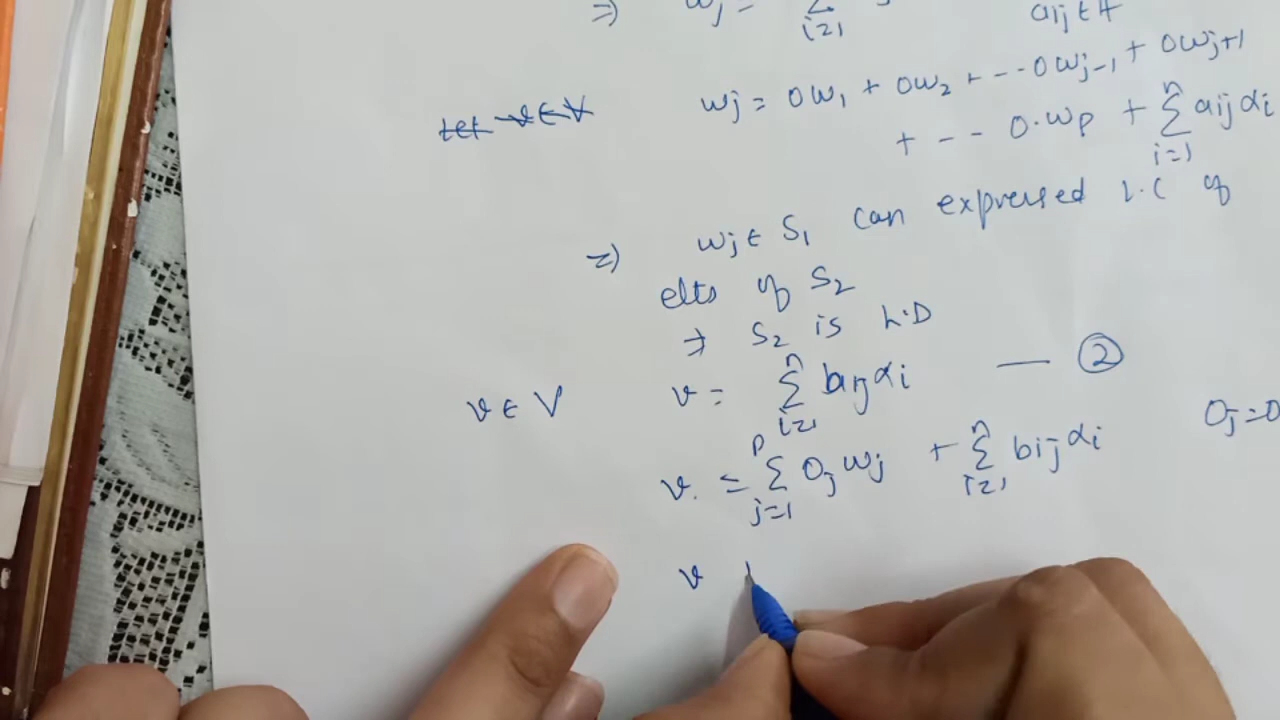 ⇒ wj = Σ i=1 aij ∈ F
wj = 0w1 + 0w2 + --- 0wj-1 + 0wj+1
let v ∈ V
+ --- 0·wp + Σ i=1 n aij αi
⇒ wj ∈ S1 can expressed L.C of
elts of S2
⇒ S2 is L.D
v = Σ i=1 n bij αi — ②
v ∈ V
0j = 0
v = Σ j=1 p 0j wj + Σ i=1 n bij αi
v